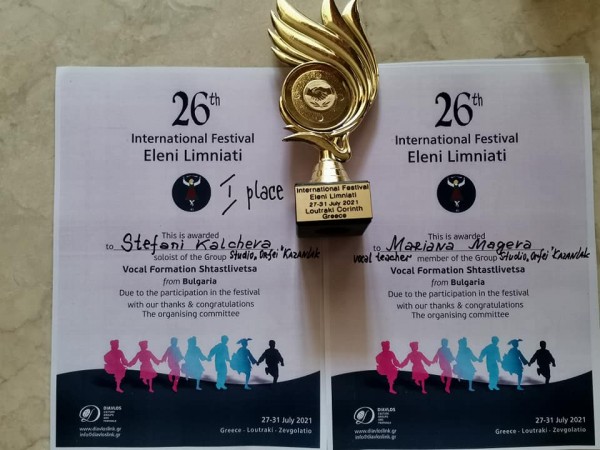 26th
International Festival
Eleni Limniati
I place
This is awarded
to Stefani Kalcheva
soloist of the Group Studio "Orfei" Kazanlak
Vocal Formation Shtastlivetsa
from Bulgaria
Due to the participation in the festival
with our thanks & congratulations
The organising committee
DIAVLOS
www.diavloslink.gr
info@diavloslink.gr
27-31 July 2021
Greece - Loutraki - Zevgolatio
International Festival
Eleni Limniati
27-31 July 2021
Loutraki Corinth
Greece
26th
International Festival
Eleni Limniati
This is awarded
to Mariana Magera
vocal teacher member of the Group Studio "Orfei" Kazanlak
Vocal Formation Shtastlivetsa
from Bulgaria
Due to the participation in the festival
with our thanks & congratulations
The organising committee
DIAVLOS
www.diavloslink.gr
info@diavloslink.gr
27-31 July 2021
Greece - Loutraki - Zevgolatio